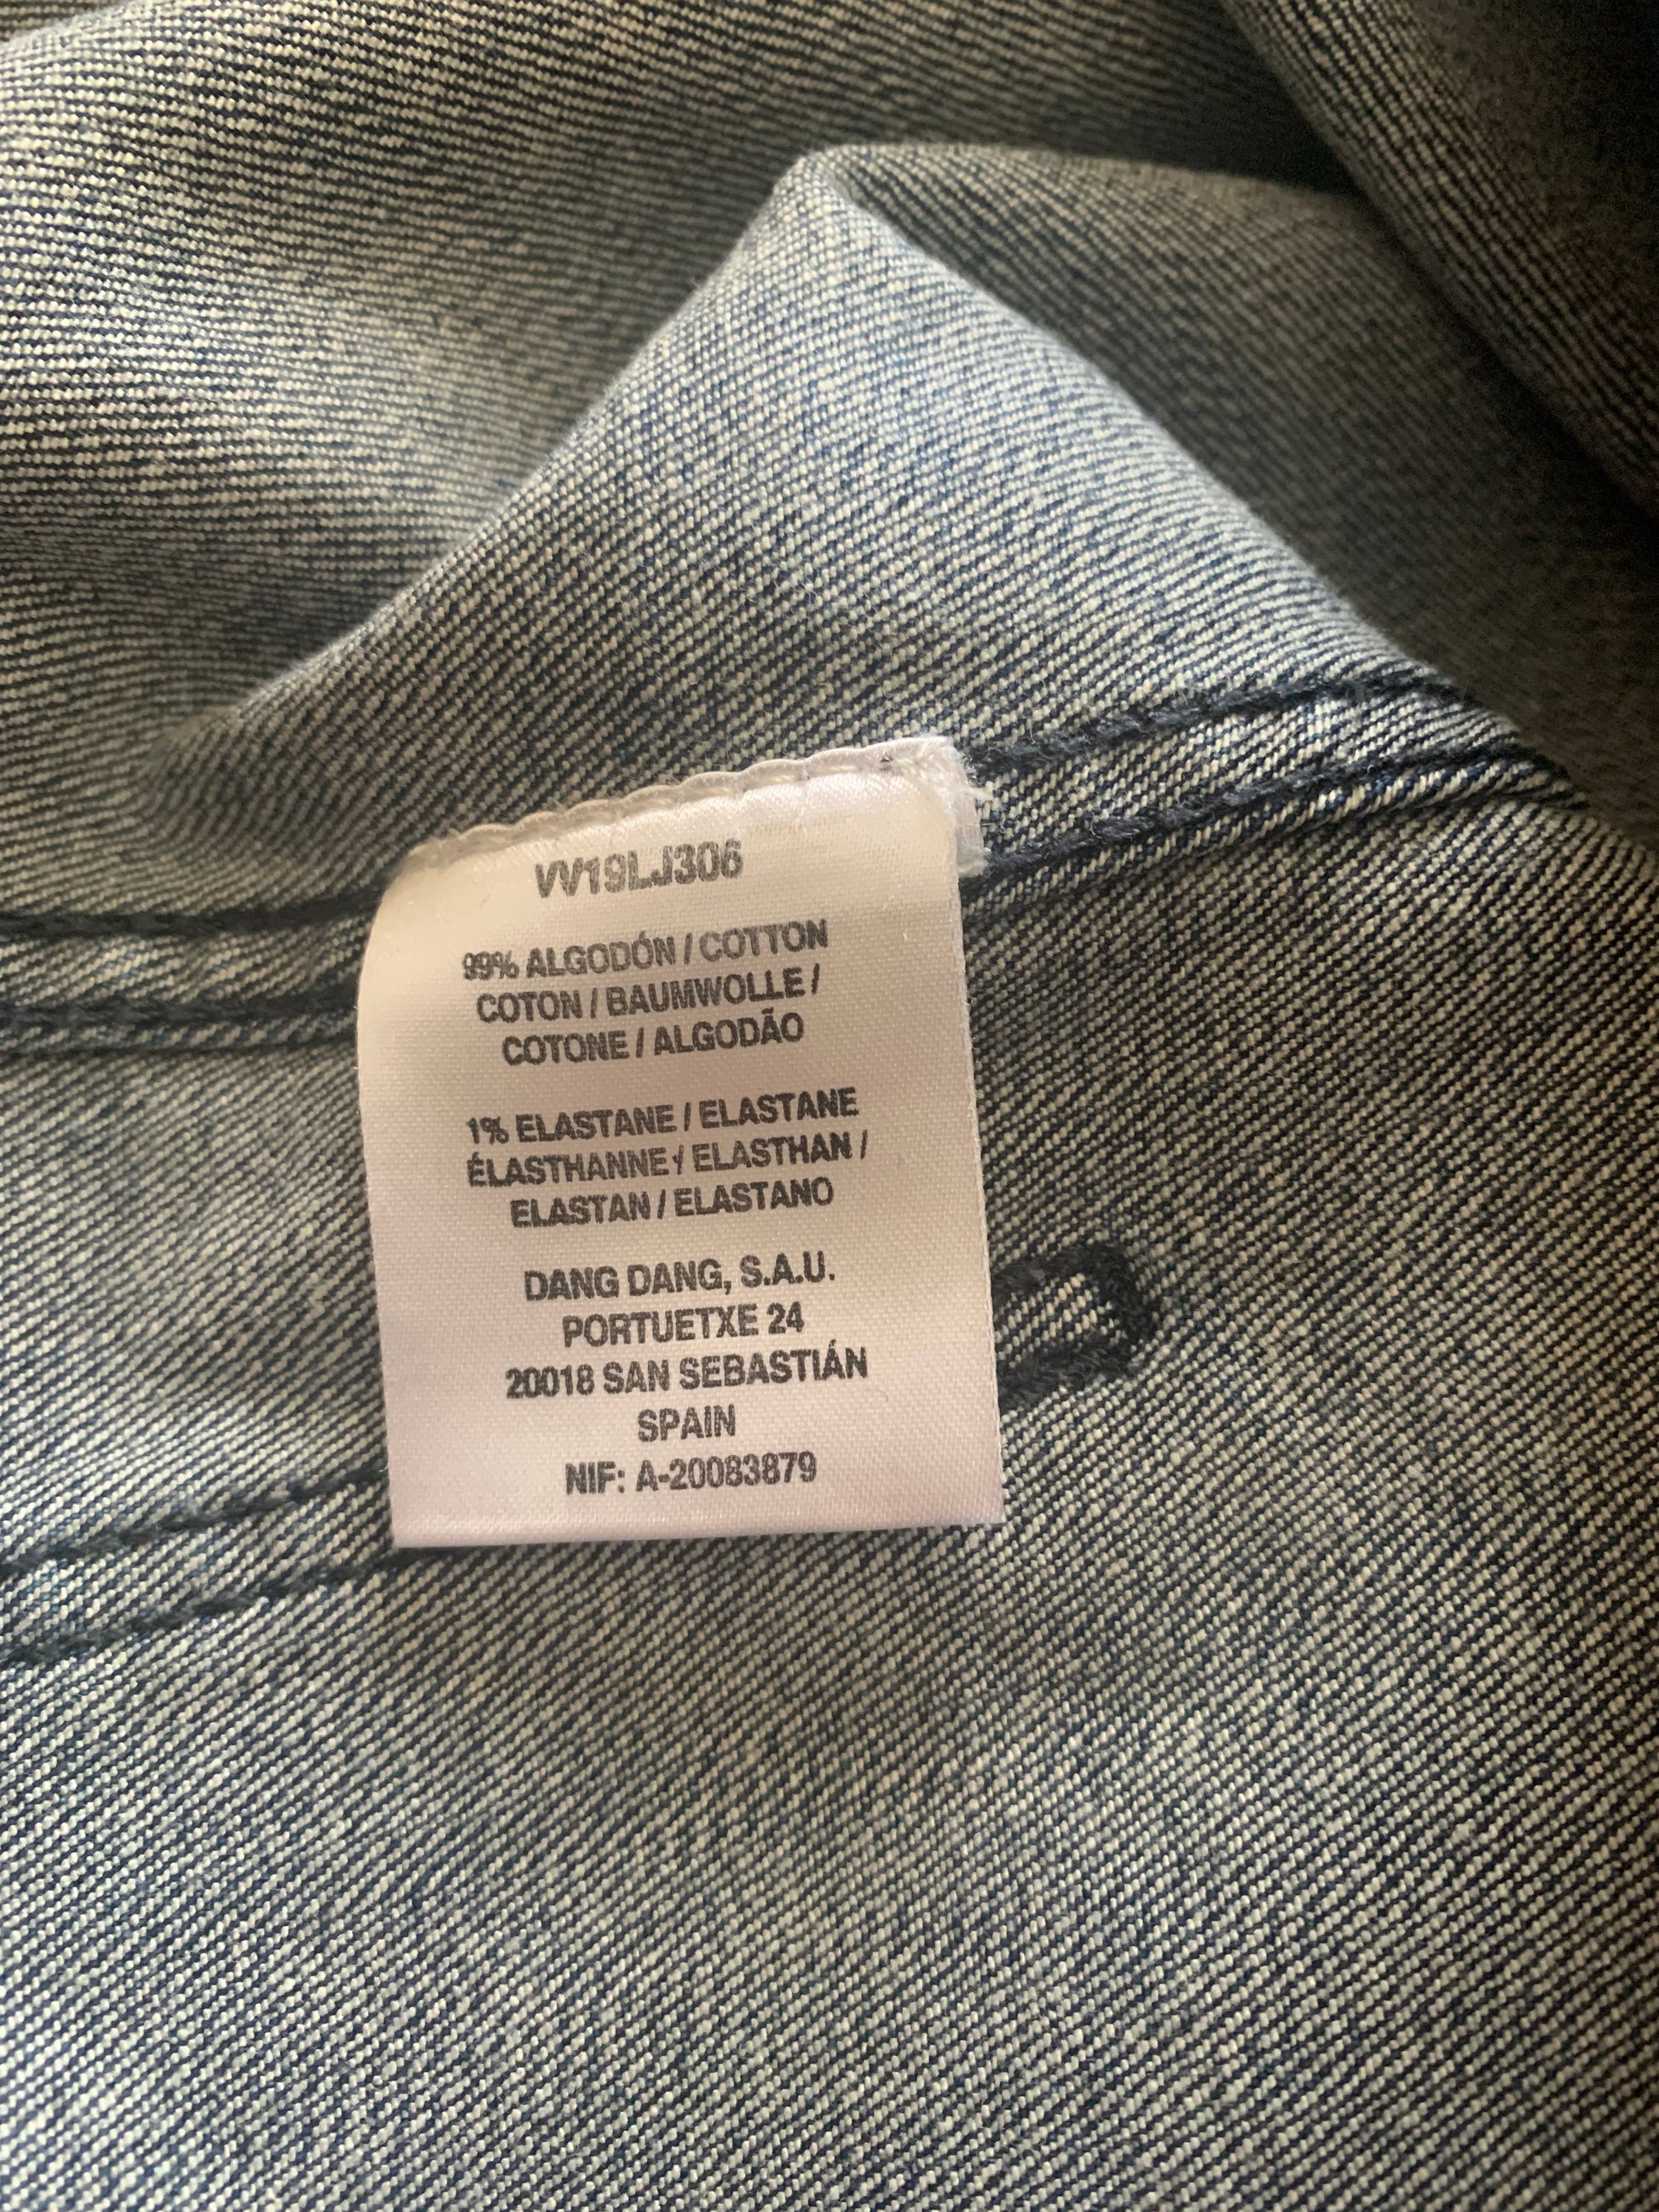 VV19LJ306
99% ALGODÓN / COTTON
COTON / BAUMWOLLE /
COTONE / ALGODÃO
1% ELASTANE / ELASTANE
ÉLASTHANNE / ELASTHAN /
ELASTAN / ELASTANO
DANG DANG, S.A.U.
PORTUETXE 24
20018 SAN SEBASTIÁN
SPAIN
NIF: A-20083879